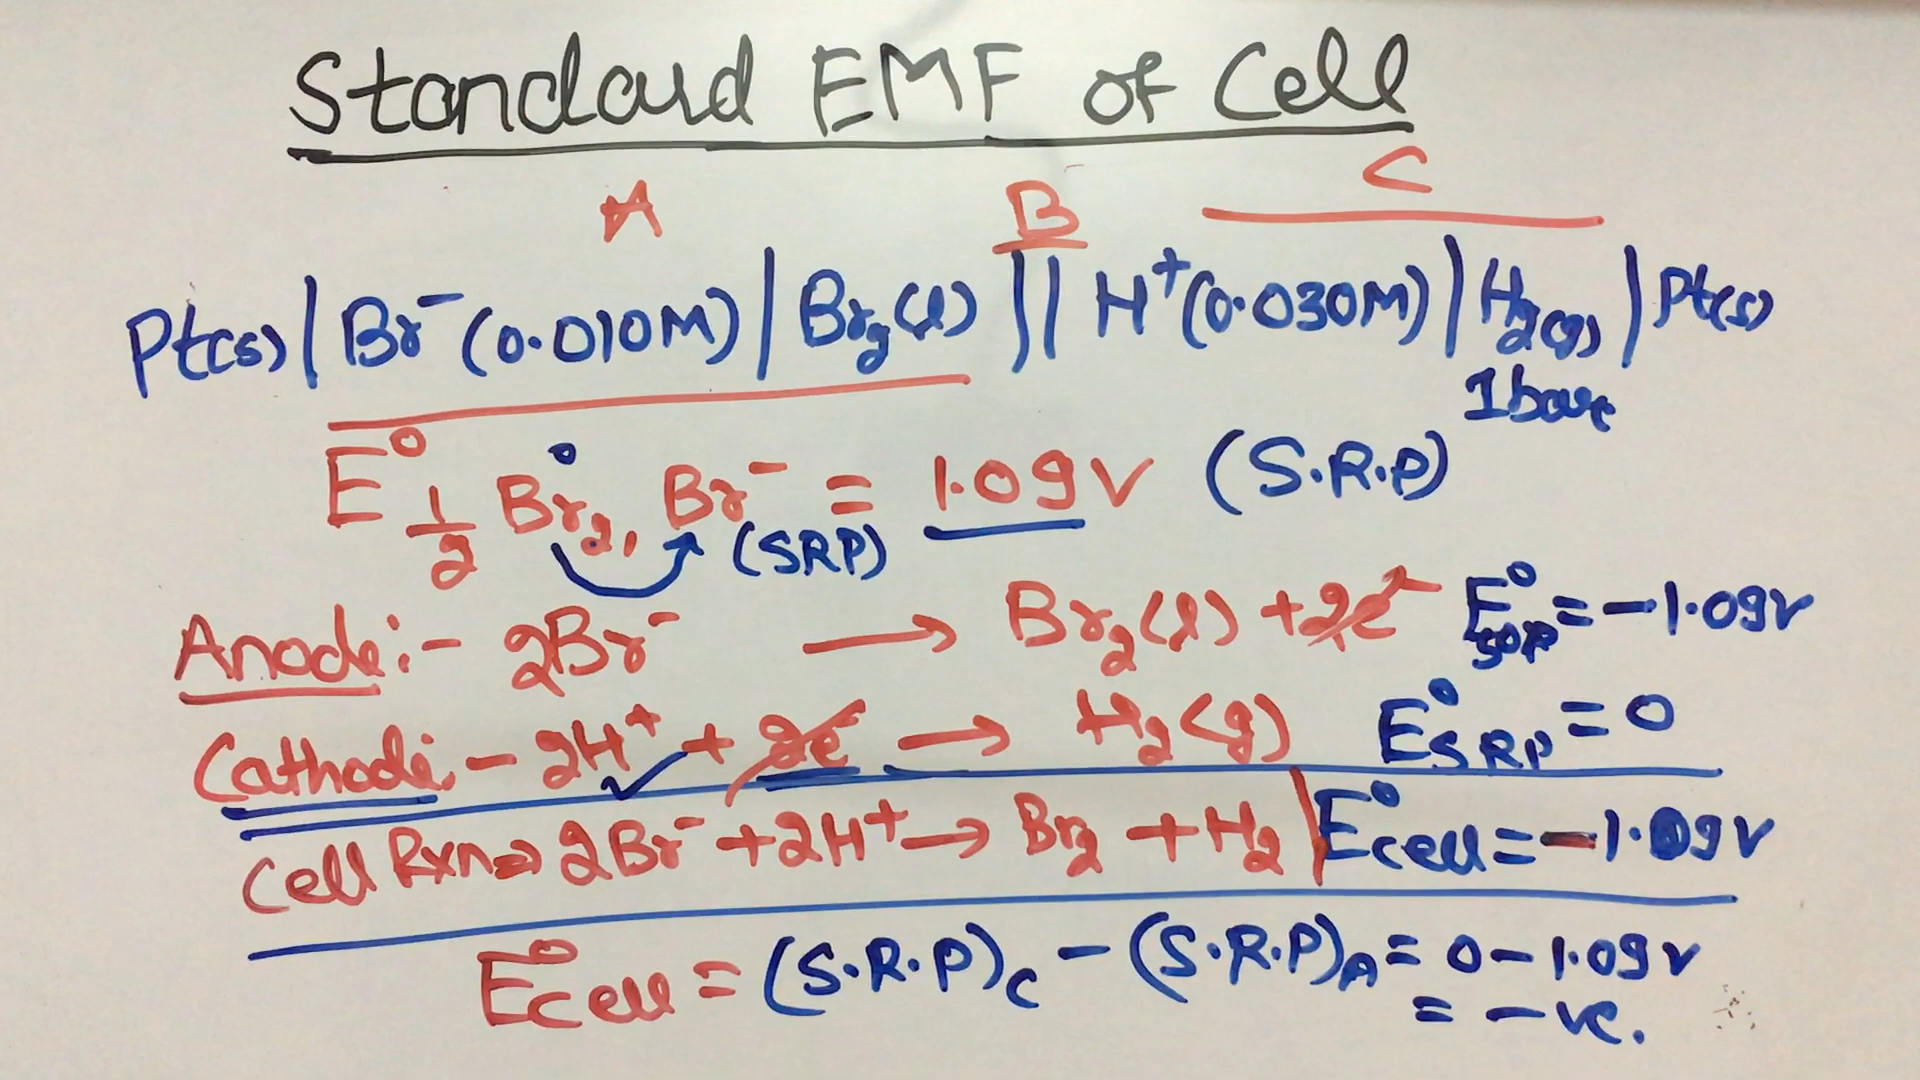 Standard EMF of Cell
A B C
Pt(s) | Br⁻ (0.010M) | Br₂(l) || H⁺(0.030M) | H₂(g) | Pt(s)
E° ½ Br₂, Br⁻ = 1.09V (S.R.P)
(SRP)
Anode:- 2Br⁻ → Br₂(l) + 2e⁻ E°SOP = -1.09V
Cathode:- 2H⁺ + 2e → H₂(g) E°SRP = 0
Cell Rxn⇒ 2Br⁻ + 2H⁺ → Br₂ + H₂ | E°cell = -1.09V
E°cell = (S.R.P)c - (S.R.P)A = 0 - 1.09V
= -ve.